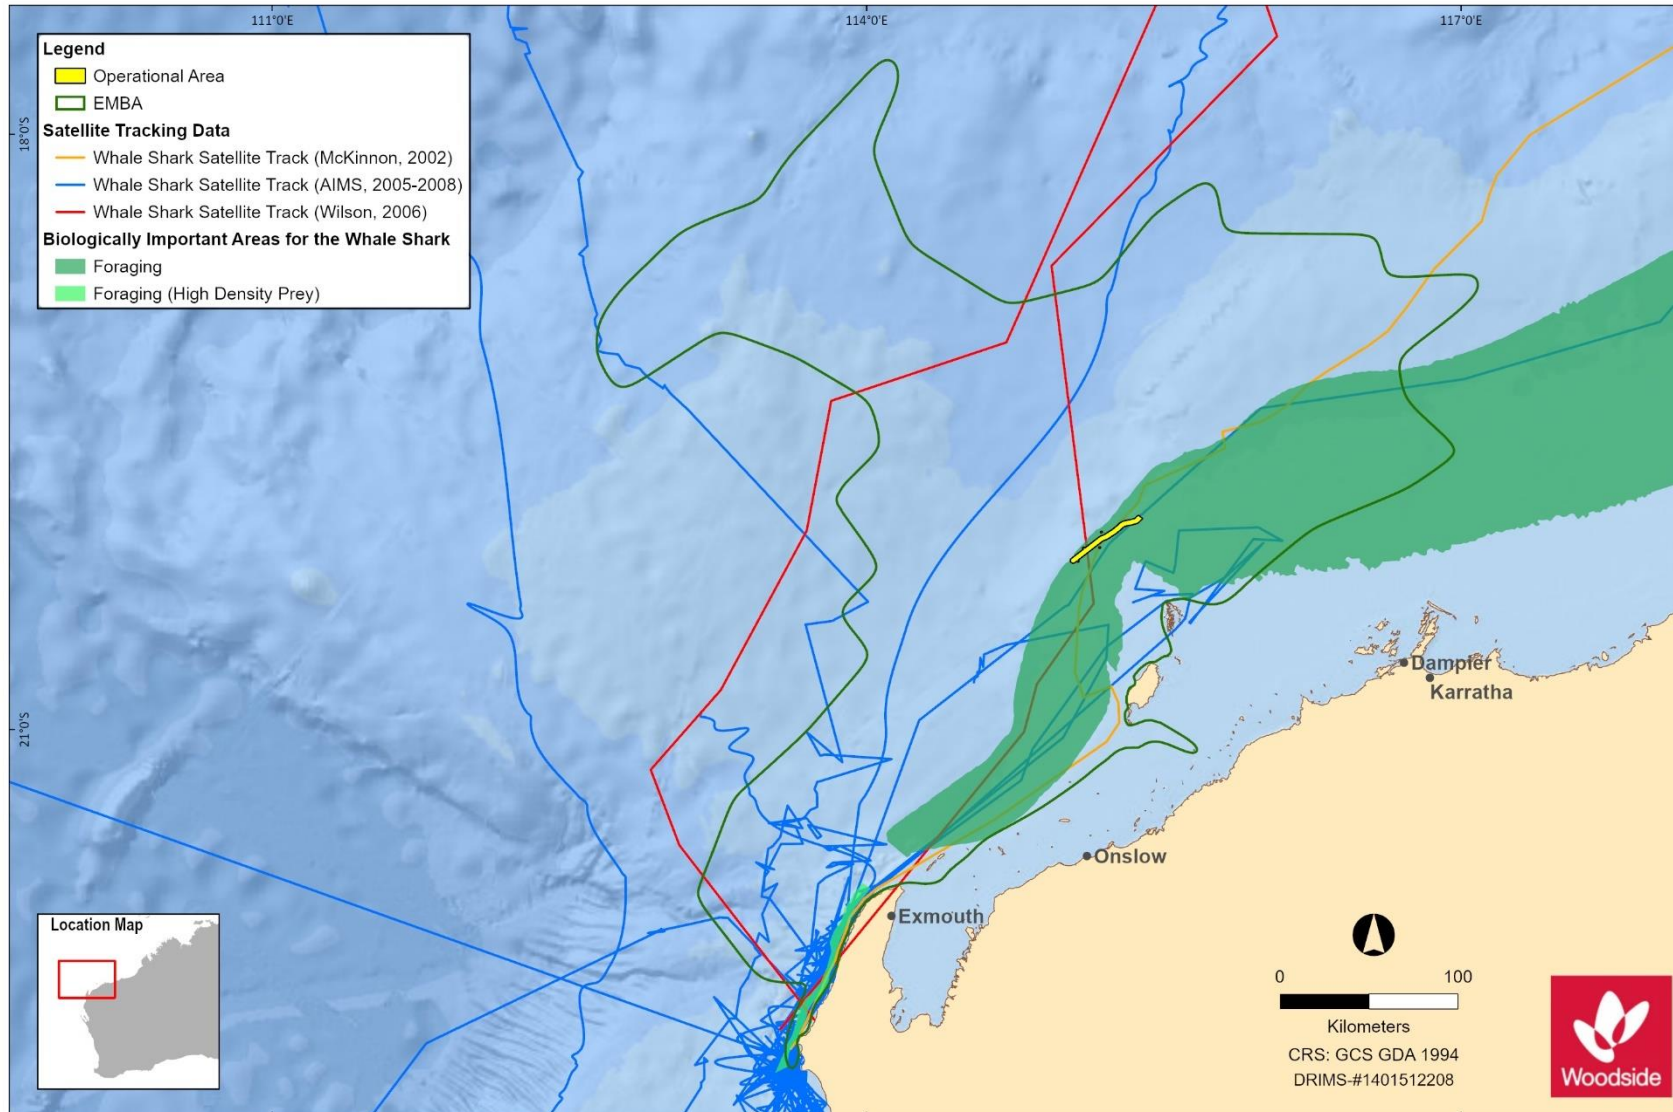 111°0'E
114°0'E
117°0'E
18°0'S
21°0'S
Legend
Operational Area
EMBA
Satellite Tracking Data
Whale Shark Satellite Track (McKinnon, 2002)
Whale Shark Satellite Track (AIMS, 2005-2008)
Whale Shark Satellite Track (Wilson, 2006)
Biologically Important Areas for the Whale Shark
Foraging
Foraging (High Density Prey)
Dampier
Karratha
Onslow
Exmouth
Location Map
0 100
Kilometers
CRS: GCS GDA 1994
DRIMS-#1401512208
Woodside